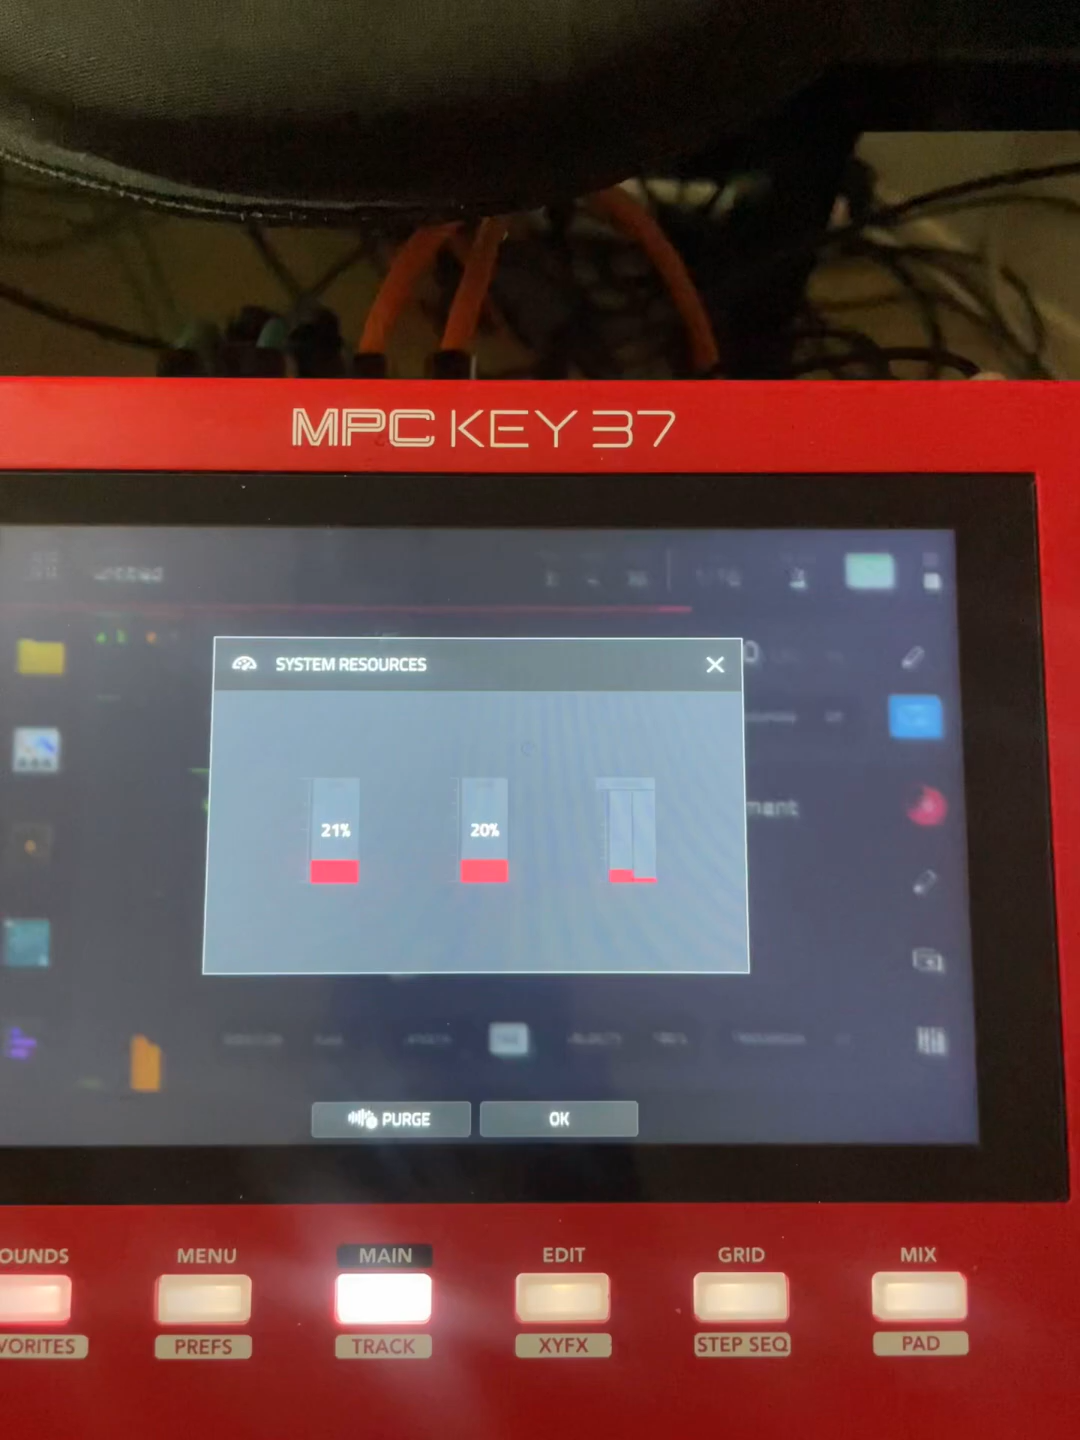 MPC KEY 37
SYSTEM RESOURCES
21%
20%
PURGE
OK
OUNDS
MENU
MAIN
EDIT
GRID
MIX
VORITES
PREFS
TRACK
XYFX
STEP SEQ
PAD